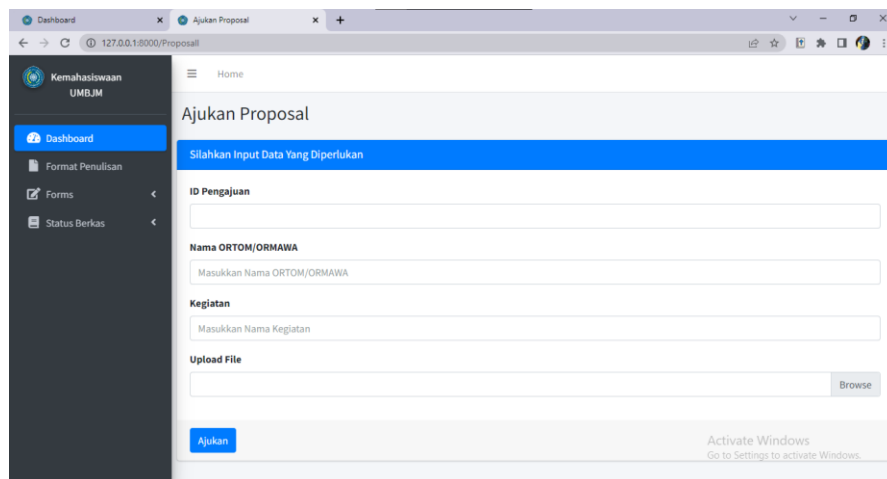 Dashboard
Ajukan Proposal
127.0.0.1:8000/Proposall
Kemahasiswaan
UMBJM
Home
Ajukan Proposal
Dashboard
Silahkan Input Data Yang Diperlukan
Format Penulisan
Forms
Status Berkas
ID Pengajuan
Nama ORTOM/ORMAWA
Masukkan Nama ORTOM/ORMAWA
Kegiatan
Masukkan Nama Kegiatan
Upload File
Browse
Ajukan
Activate Windows
Go to Settings to activate Windows.